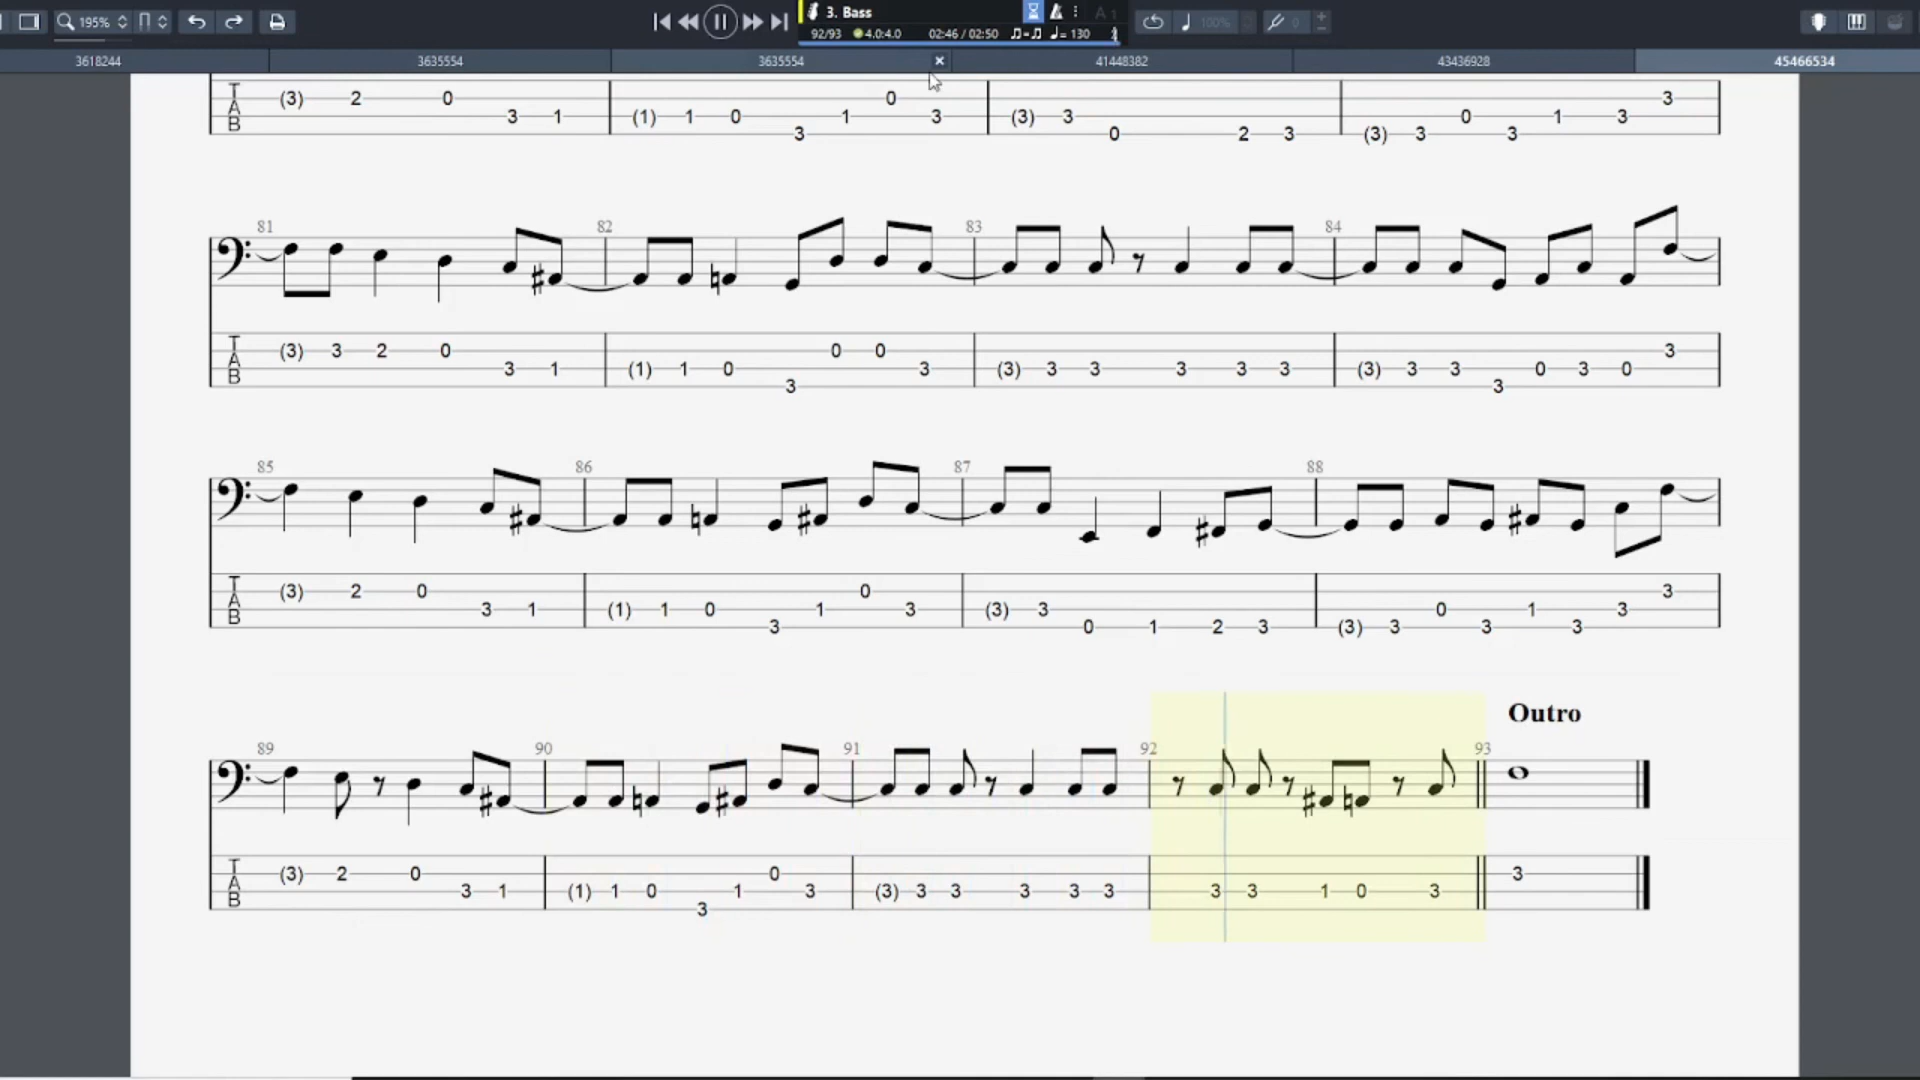 195%
3. Bass
100%
0
92/93 4.0:4.0 02:46 / 02:50 = 130
3618244 3635554 3635554 41448382 43436928 45466534
TAB (3) 2 0 3 1 (1) 1 0 3 1 0 3 (3) 3 0 2 3 (3) 3 0 3 1 3 3
81 82 83 84
TAB (3) 3 2 0 3 1 (1) 1 0 3 0 0 3 (3) 3 3 3 3 3 (3) 3 3 3 0 3 0 3
85 86 87 88
TAB (3) 2 0 3 1 (1) 1 0 3 1 0 3 (3) 3 0 1 2 3 (3) 3 0 3 1 3 3 3
Outro
89 90 91 92 93
TAB (3) 2 0 3 1 (1) 1 0 3 1 0 3 (3) 3 3 3 3 3 3 3 1 0 3 3